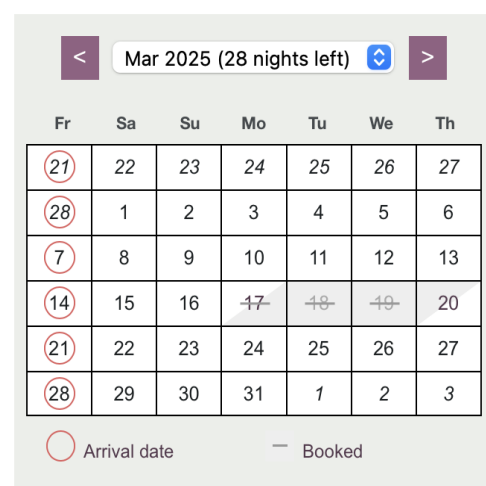 < Mar 2025 (28 nights left) >
Fr Sa Su Mo Tu We Th
21 22 23 24 25 26 27
28 1 2 3 4 5 6
7 8 9 10 11 12 13
14 15 16 17 18 19 20
21 22 23 24 25 26 27
28 29 30 31 1 2 3
Arrival date Booked